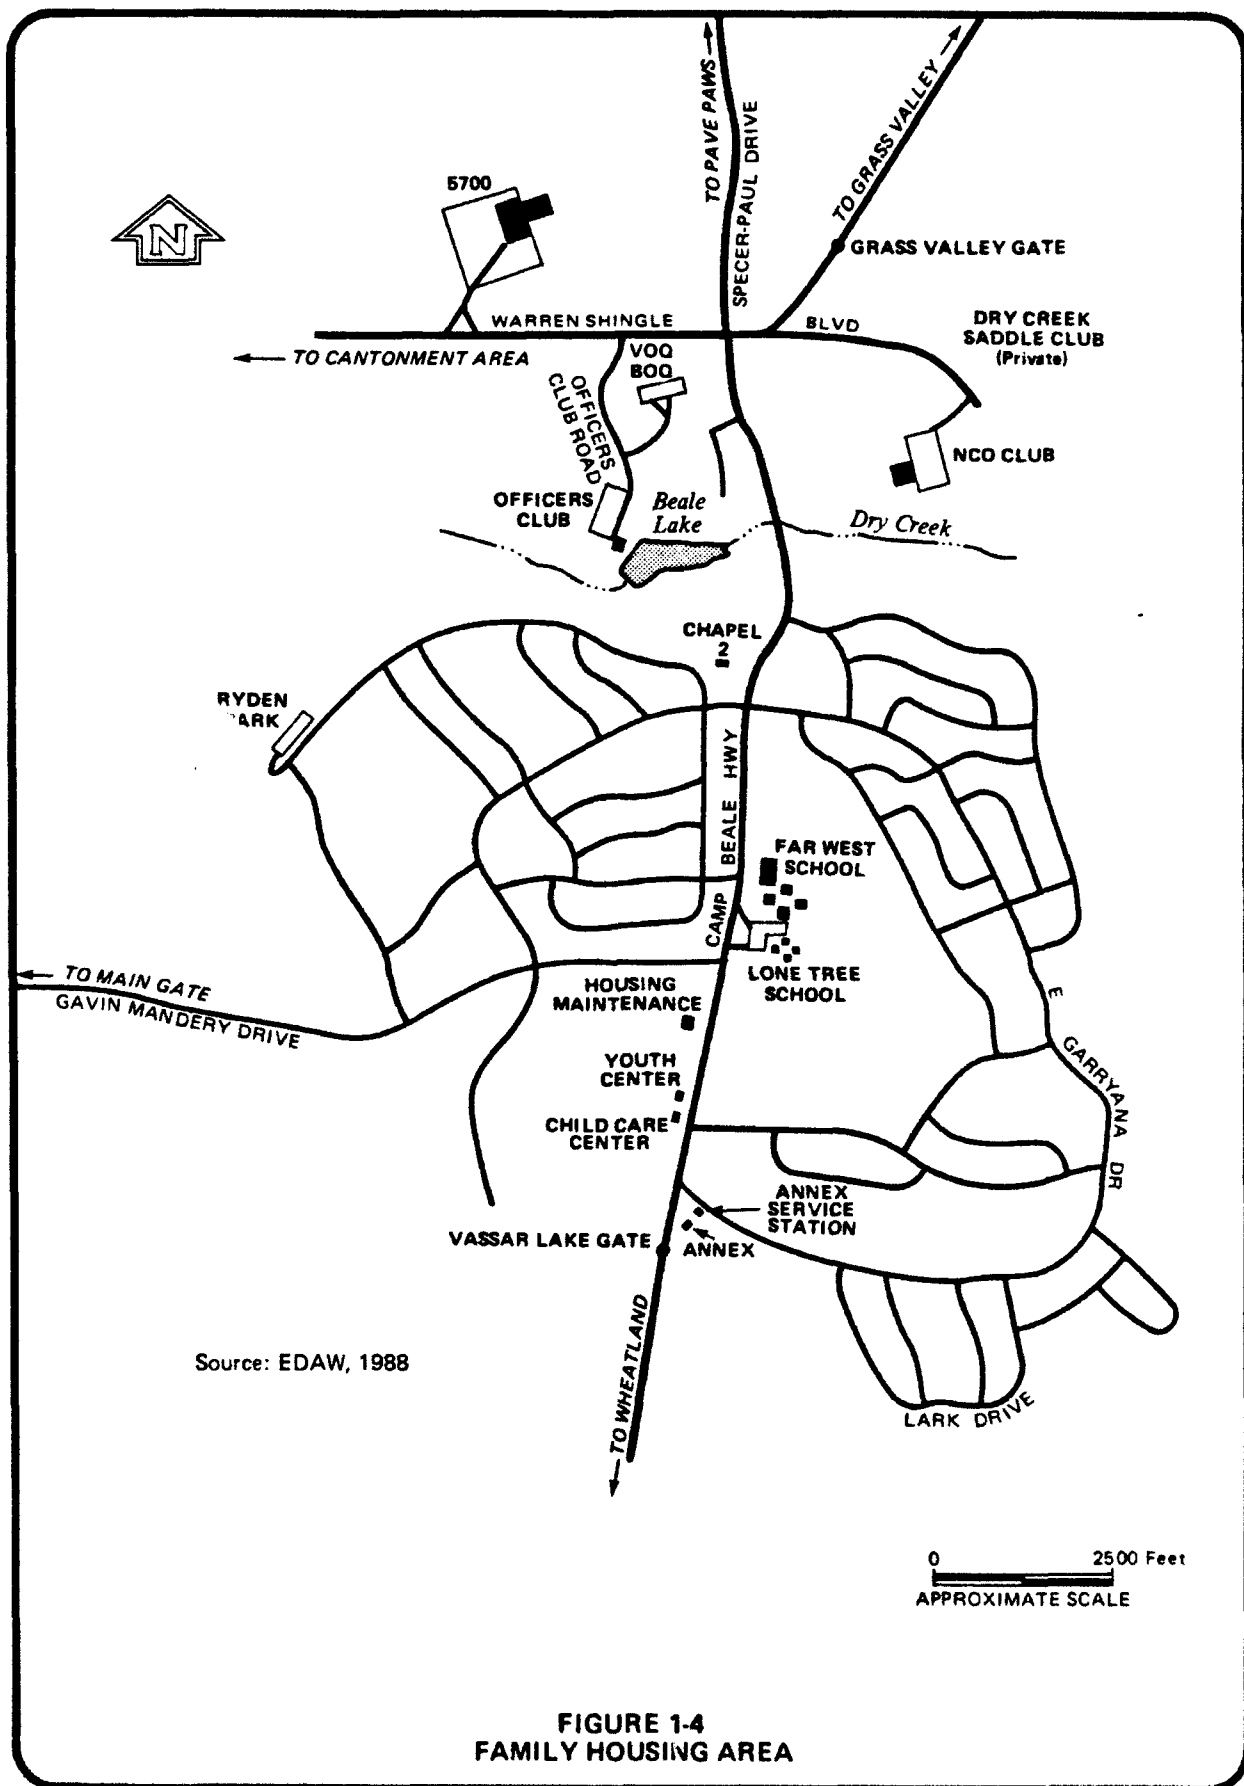 TO PAVE PAWS
SPECER-PAUL DRIVE
TO GRASS VALLEY
5700
N
GRASS VALLEY GATE
WARREN SHINGLE
BLVD
DRY CREEK
SADDLE CLUB
(Private)
TO CANTONMENT AREA
VOQ
BOQ
OFFICERS
CLUB ROAD
NCO CLUB
OFFICERS
CLUB
Beale
Lake
Dry Creek
CHAPEL
2
RYDEN
ARK
CAMP BEALE HWY
FAR WEST
SCHOOL
LONE TREE
SCHOOL
TO MAIN GATE
GAVIN MANDERY DRIVE
HOUSING
MAINTENANCE
E GARRYANA DR
YOUTH
CENTER
CHILD CARE
CENTER
ANNEX
SERVICE
STATION
VASSAR LAKE GATE
ANNEX
TO WHEATLAND
Source: EDAW, 1988
LARK DRIVE
0 2500 Feet
APPROXIMATE SCALE
FIGURE 1-4
FAMILY HOUSING AREA